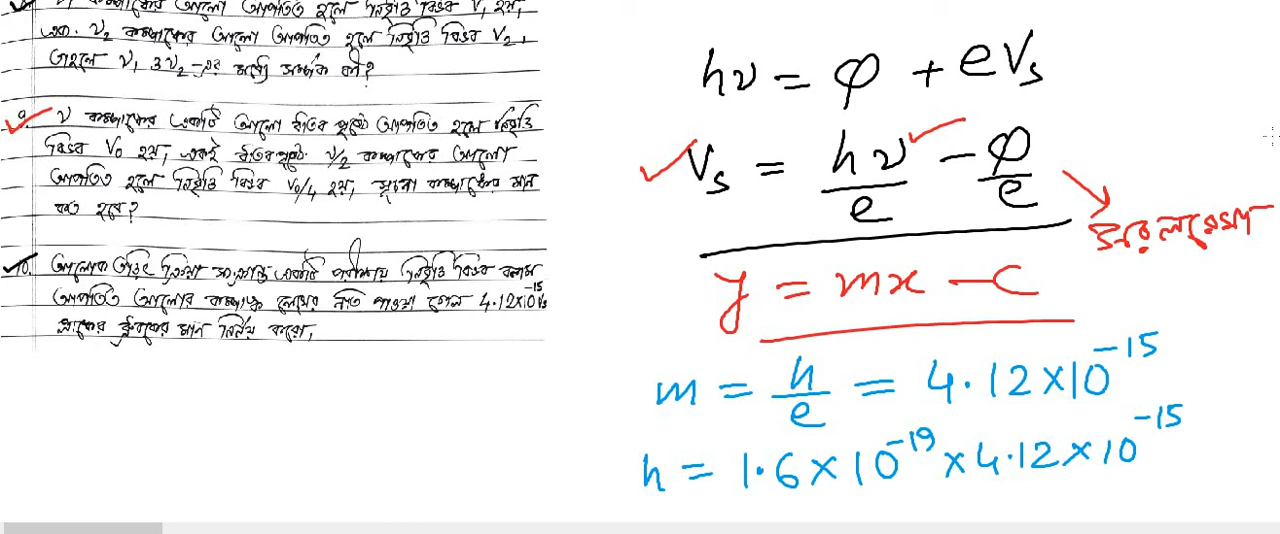 আলো আপতিত হলে নিবৃত্তি বিভব V₁ হয়,
এবং ν₂ কম্পাঙ্কের আলো আপতিত হলে নিবৃত্তি বিভব V₂,
তাহলে ν₁ ও ν₂-এর মধ্যে সম্পর্ক কী?
৯. ν কম্পাঙ্কের একটি আলো ধাতব পৃষ্ঠে আপতিত হলে নিবৃত্তি
বিভব V₀ হয়, একই ধাতব পৃষ্ঠে ν/2 কম্পাঙ্কের আলো
আপতিত হলে নিবৃত্তি বিভব V₀/4 হয়, সূচনা কম্পাঙ্কের মান
কত হবে?
10. আলোক তড়িৎ ক্রিয়া সংক্রান্ত একটি পরীক্ষায় নিবৃত্তি বিভব বনাম
আপতিত আলোর কম্পাঙ্ক লেখের নতি পাওয়া গেল 4.12×10⁻¹⁵ Vs
প্লাঙ্কের ধ্রুবকের মান নির্ণয় করো,
hν = φ + eVₛ
Vₛ = hν/e − φ/e
সরলরেখা
y = mx − c
m = h/e = 4.12×10⁻¹⁵
h = 1.6×10⁻¹⁹ × 4.12×10⁻¹⁵